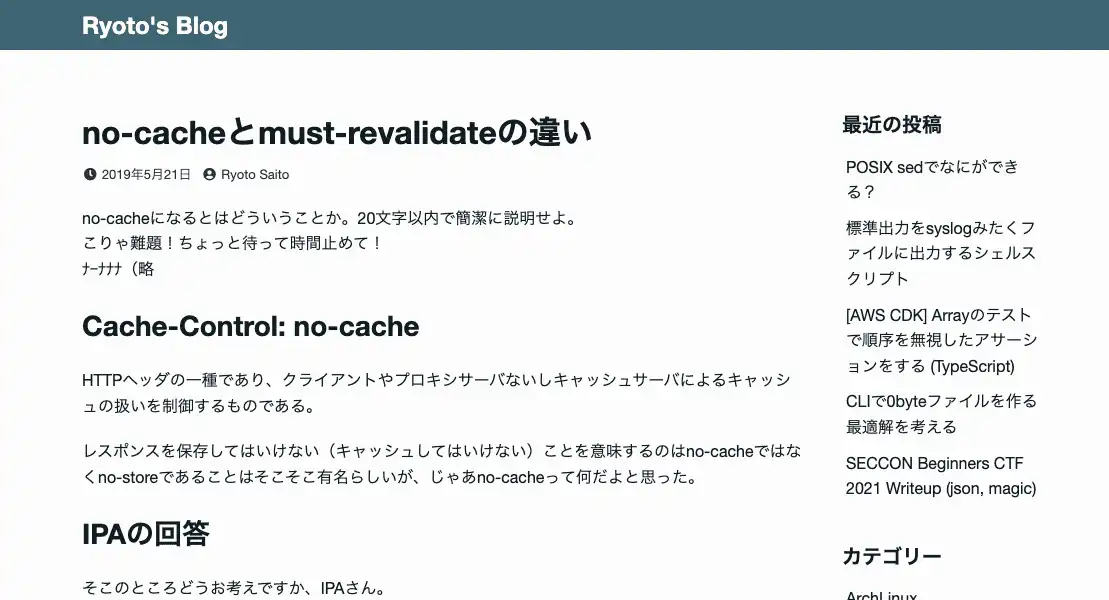 Ryoto's Blog
no-cacheとmust-revalidateの違い
2019年5月21日 Ryoto Saito
no-cacheになるとはどういうことか。20文字以内で簡潔に説明せよ。
こりゃ難題！ちょっと待って時間止めて！
ﾅｰﾅﾅﾅ（略
Cache-Control: no-cache
HTTPヘッダの一種であり、クライアントやプロキシサーバないしキャッシュサーバによるキャッシ
ュの扱いを制御するものである。
レスポンスを保存してはいけない（キャッシュしてはいけない）ことを意味するのはno-cacheではな
くno-storeであることはそこそこ有名らしいが、じゃあno-cacheって何だよと思った。
IPAの回答
そこのところどうお考えですか、IPAさん。
最近の投稿
POSIX sedでなにができ
る？
標準出力をsyslogみたくフ
ァイルに出力するシェルス
クリプト
[AWS CDK] Arrayのテスト
で順序を無視したアサーシ
ョンをする (TypeScript)
CLIで0byteファイルを作る
最適解を考える
SECCON Beginners CTF
2021 Writeup (json, magic)
カテゴリー
ArchLinux